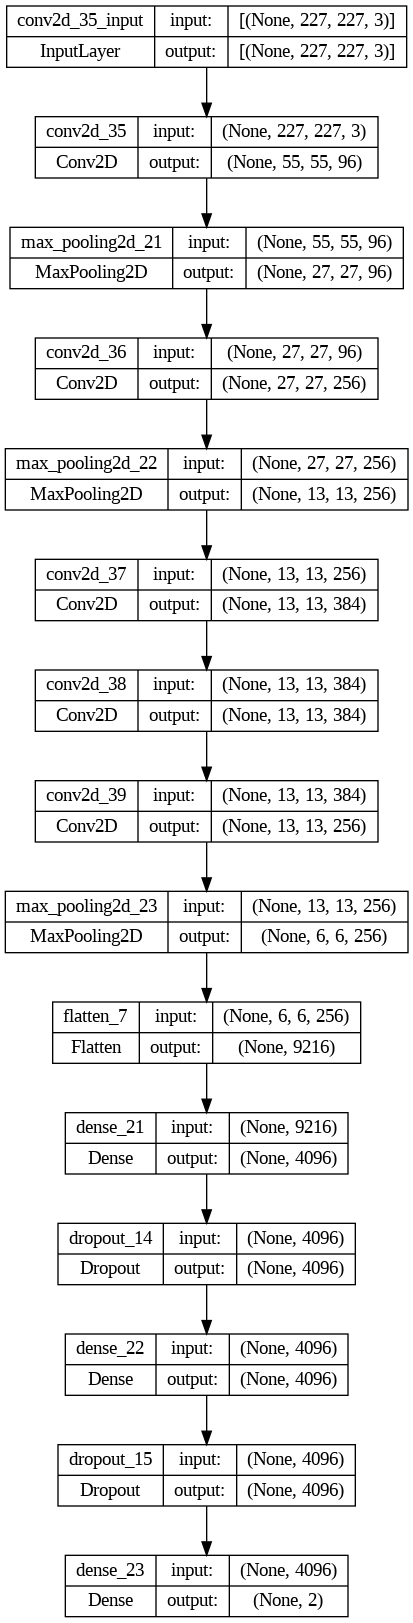 conv2d_35_input input: [(None, 227, 227, 3)]
InputLayer output: [(None, 227, 227, 3)]
conv2d_35 input: (None, 227, 227, 3)
Conv2D output: (None, 55, 55, 96)
max_pooling2d_21 input: (None, 55, 55, 96)
MaxPooling2D output: (None, 27, 27, 96)
conv2d_36 input: (None, 27, 27, 96)
Conv2D output: (None, 27, 27, 256)
max_pooling2d_22 input: (None, 27, 27, 256)
MaxPooling2D output: (None, 13, 13, 256)
conv2d_37 input: (None, 13, 13, 256)
Conv2D output: (None, 13, 13, 384)
conv2d_38 input: (None, 13, 13, 384)
Conv2D output: (None, 13, 13, 384)
conv2d_39 input: (None, 13, 13, 384)
Conv2D output: (None, 13, 13, 256)
max_pooling2d_23 input: (None, 13, 13, 256)
MaxPooling2D output: (None, 6, 6, 256)
flatten_7 input: (None, 6, 6, 256)
Flatten output: (None, 9216)
dense_21 input: (None, 9216)
Dense output: (None, 4096)
dropout_14 input: (None, 4096)
Dropout output: (None, 4096)
dense_22 input: (None, 4096)
Dense output: (None, 4096)
dropout_15 input: (None, 4096)
Dropout output: (None, 4096)
dense_23 input: (None, 4096)
Dense output: (None, 2)